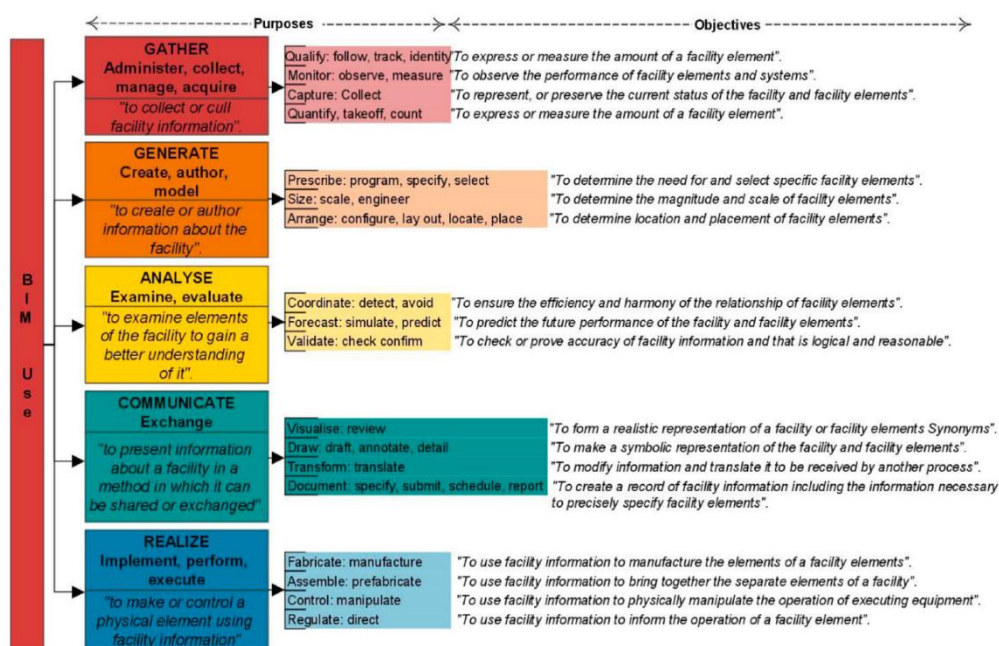 Purposes
Objectives
BIM Use
GATHER
Administer, collect,
manage, acquire
"to collect or cull
facility information".
Qualify: follow, track, identity
"To express or measure the amount of a facility element".
Monitor: observe, measure
"To observe the performance of facility elements and systems".
Capture: Collect
"To represent, or preserve the current status of the facility and facility elements".
Quantify, takeoff, count
"To express or measure the amount of a facility element".
GENERATE
Create, author,
model
"to create or author
information about the
facility".
Prescribe: program, specify, select
"To determine the need for and select specific facility elements".
Size: scale, engineer
"To determine the magnitude and scale of facility elements".
Arrange: configure, lay out, locate, place
"To determine location and placement of facility elements".
ANALYSE
Examine, evaluate
"to examine elements
of the facility to gain a
better understanding
of it".
Coordinate: detect, avoid
"To ensure the efficiency and harmony of the relationship of facility elements".
Forecast: simulate, predict
"To predict the future performance of the facility and facility elements".
Validate: check confirm
"To check or prove accuracy of facility information and that is logical and reasonable".
COMMUNICATE
Exchange
"to present information
about a facility in a
method in which it can
be shared or exchanged".
Visualise: review
"To form a realistic representation of a facility or facility elements Synonyms".
Draw: draft, annotate, detail
"To make a symbolic representation of the facility and facility elements".
Transform: translate
"To modify information and translate it to be received by another process".
Document: specify, submit, schedule, report
"To create a record of facility information including the information necessary
to precisely specify facility elements".
REALIZE
Implement, perform,
execute
"to make or control a
physical element using
facility information"
Fabricate: manufacture
"To use facility information to manufacture the elements of a facility elements".
Assemble: prefabricate
"To use facility information to bring together the separate elements of a facility".
Control: manipulate
"To use facility information to physically manipulate the operation of executing equipment".
Regulate: direct
"To use facility information to inform the operation of a facility element".